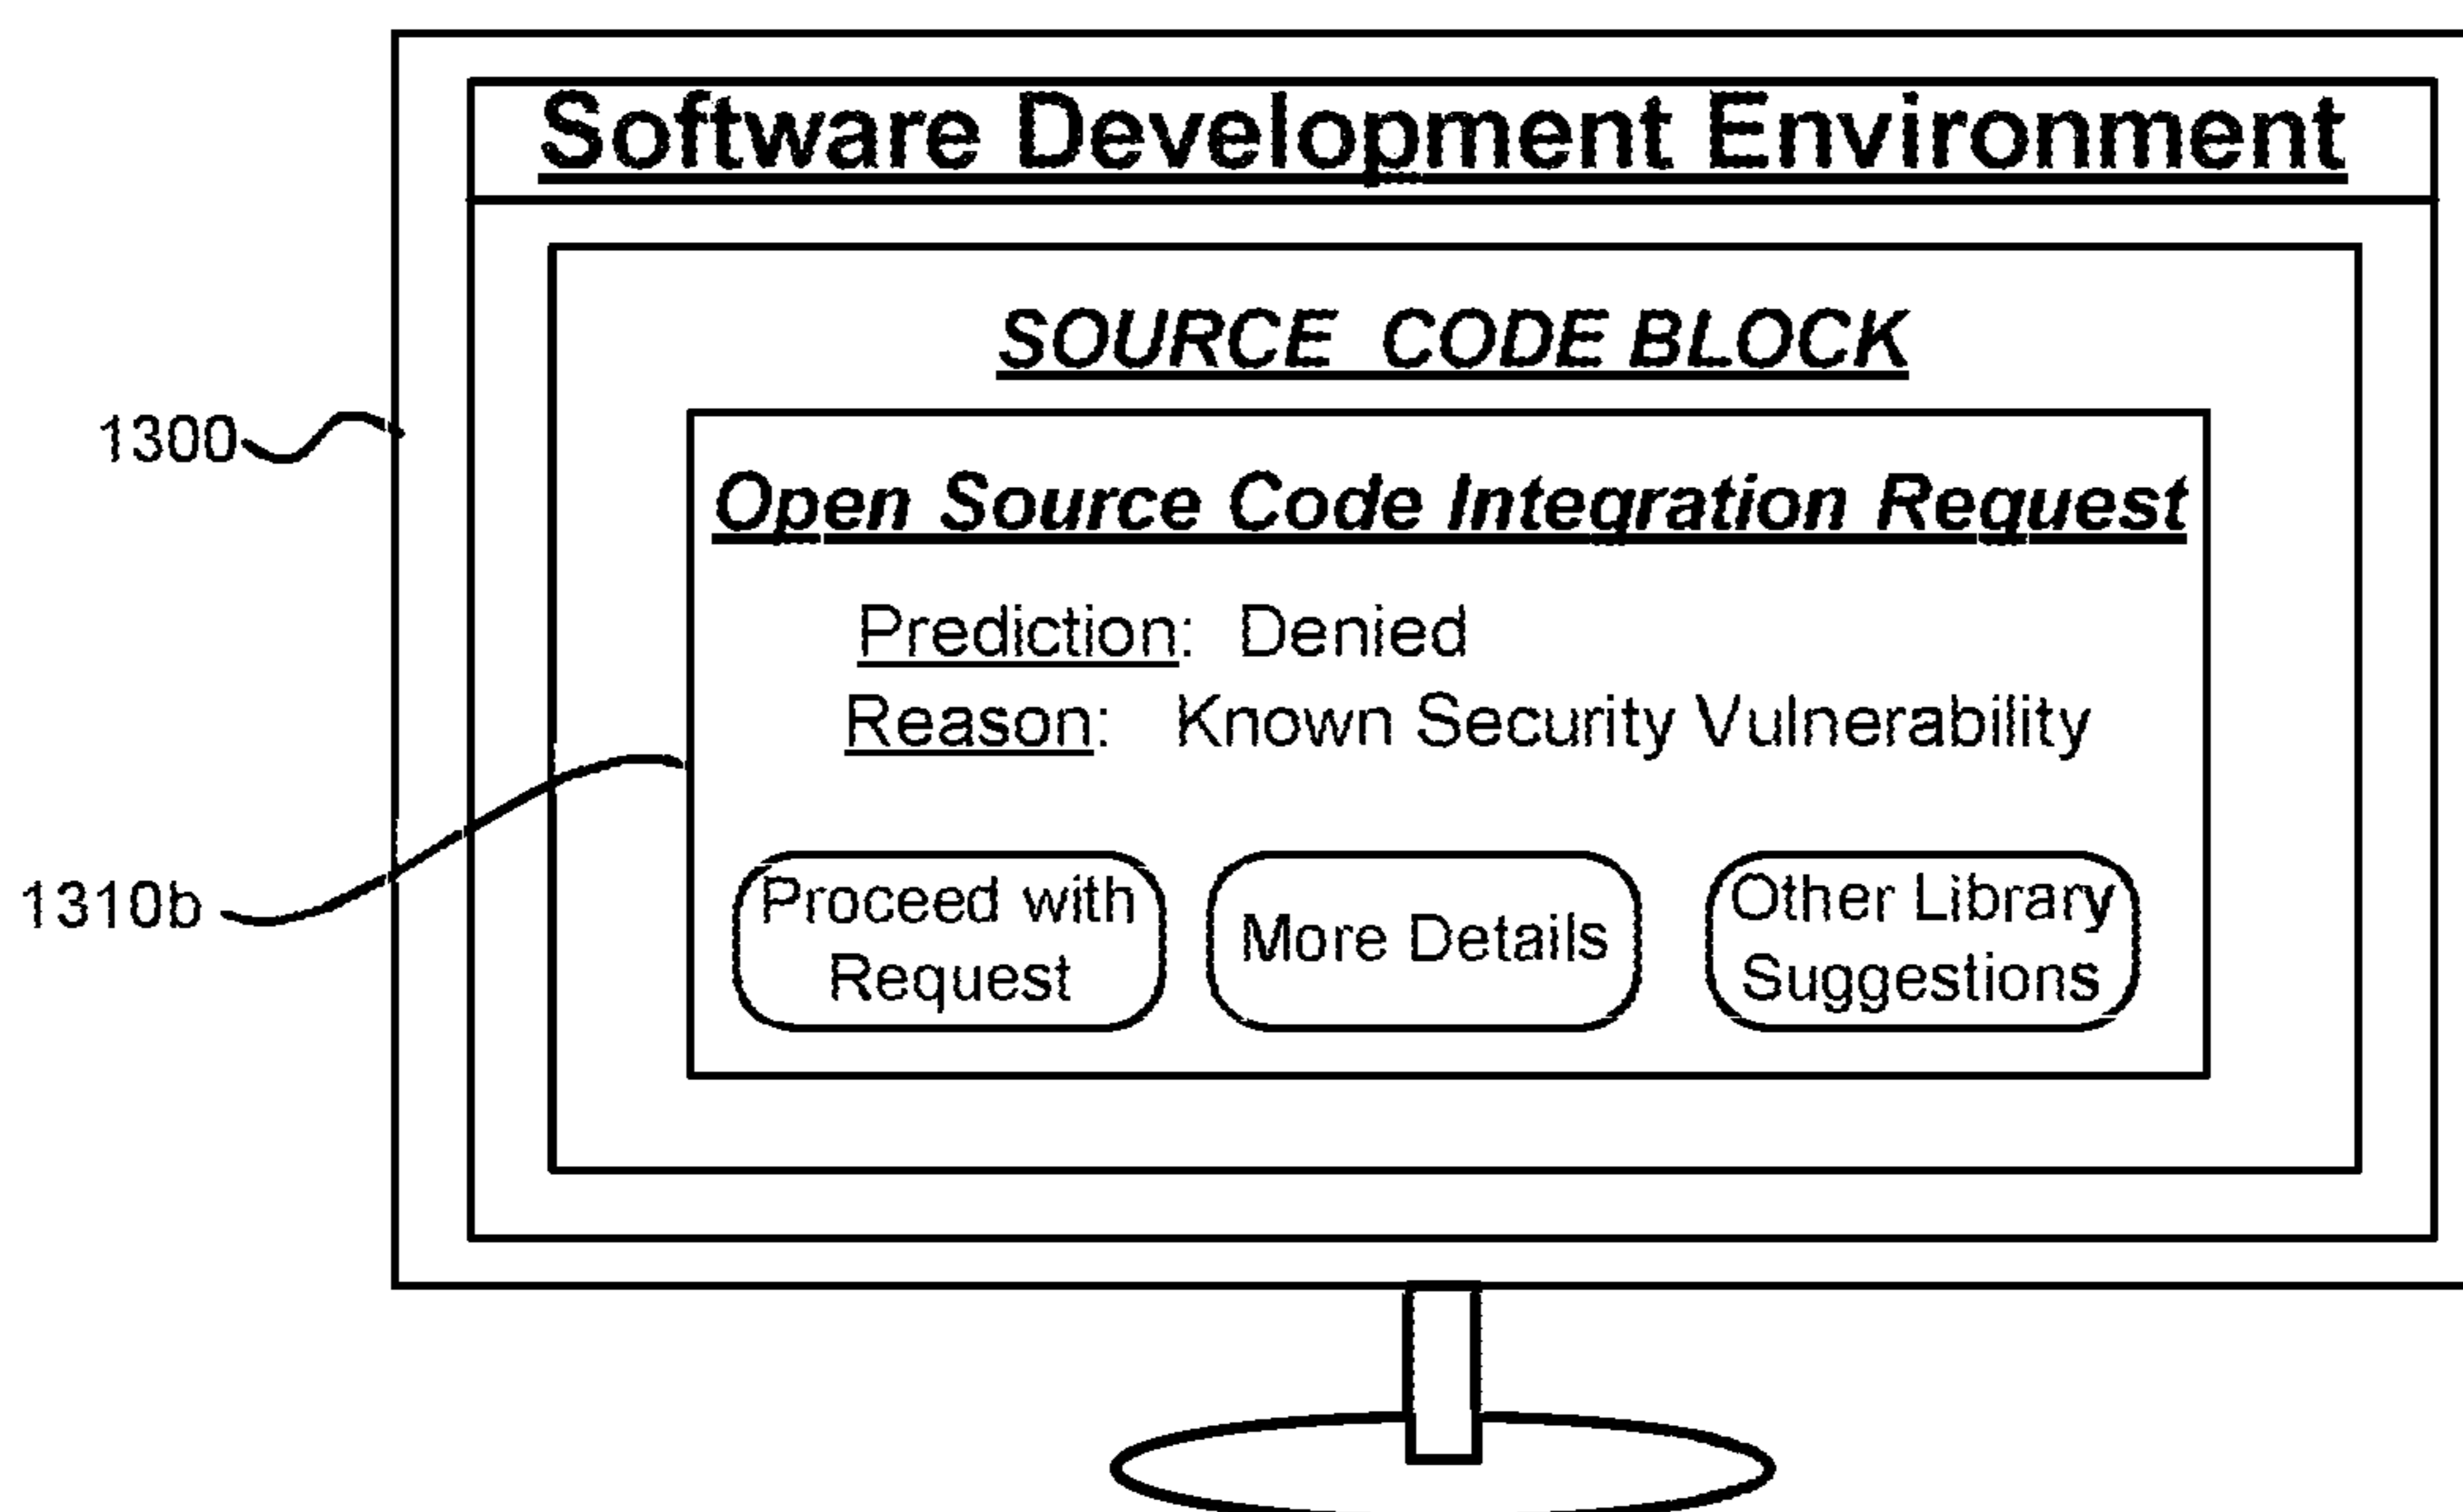 Software Development Environment
SOURCE CODE BLOCK
1300
Open Source Code Integration Request
Prediction: Denied
Reason: Known Security Vulnerability
1310b
Proceed with
Request
More Details
Other Library
Suggestions